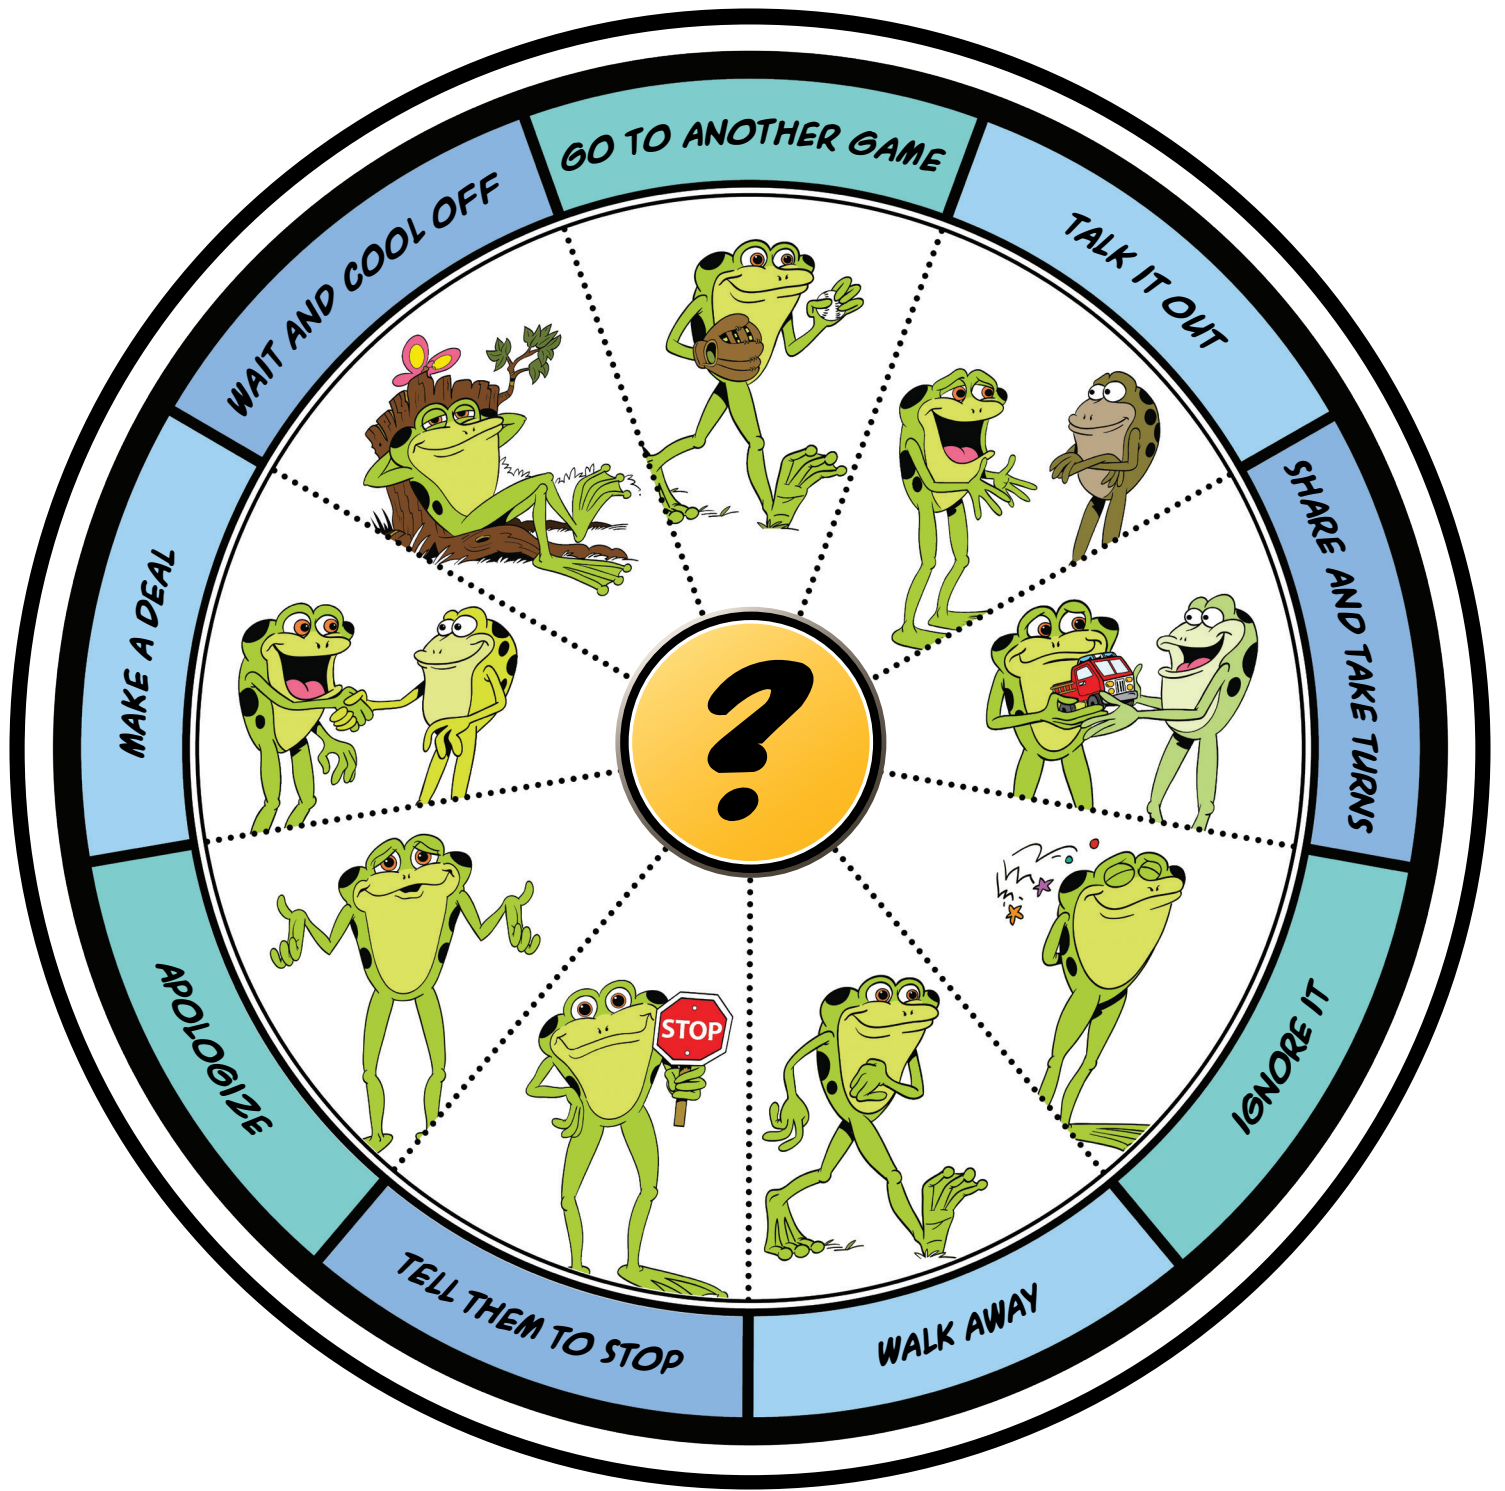 GO TO ANOTHER GAME
TALK IT OUT
SHARE AND TAKE TURNS
IGNORE IT
WALK AWAY
TELL THEM TO STOP
APOLOGIZE
MAKE A DEAL
WAIT AND COOL OFF
STOP
?